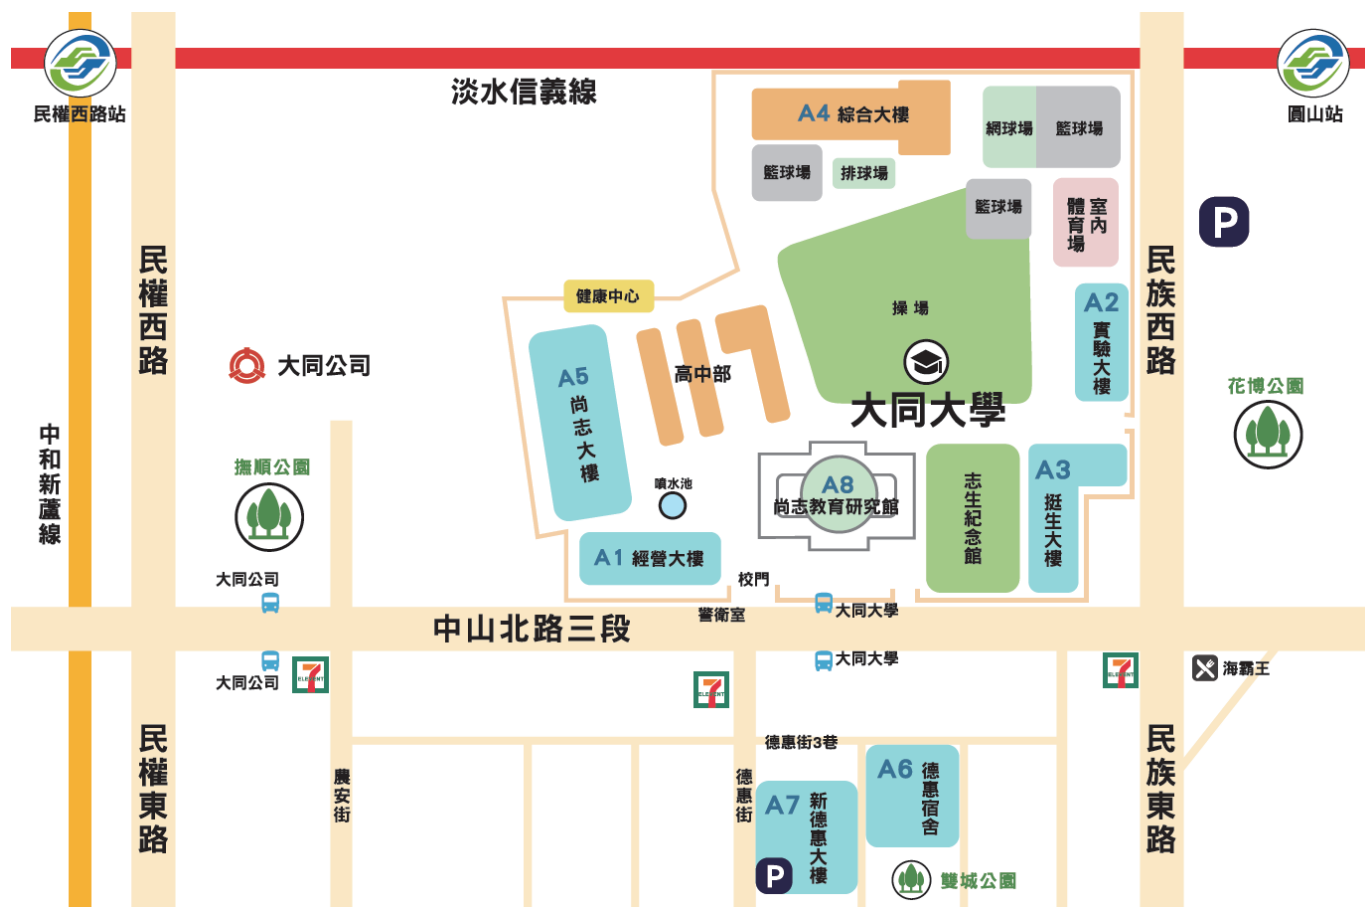 民權西路站
淡水信義線
圓山站
A4 綜合大樓
網球場
籃球場
籃球場
排球場
籃球場
室內
體育場
P
民權西路
民族西路
健康中心
操場
A2
實驗大樓
大同公司
A5
尚志大樓
高中部
大同大學
花博公園
中和新蘆線
撫順公園
噴水池
A8
尚志教育研究館
志生紀念館
A3
挺生大樓
A1 經營大樓
校門
大同公司
大同大學
警衛室
中山北路三段
大同公司
大同大學
7
ELEVEN
7
ELEVEN
7
ELEVEN
海霸王
民權東路
農安街
德惠街
德惠街3巷
A6
德惠宿舍
A7
新德惠大樓
P
雙城公園
民族東路